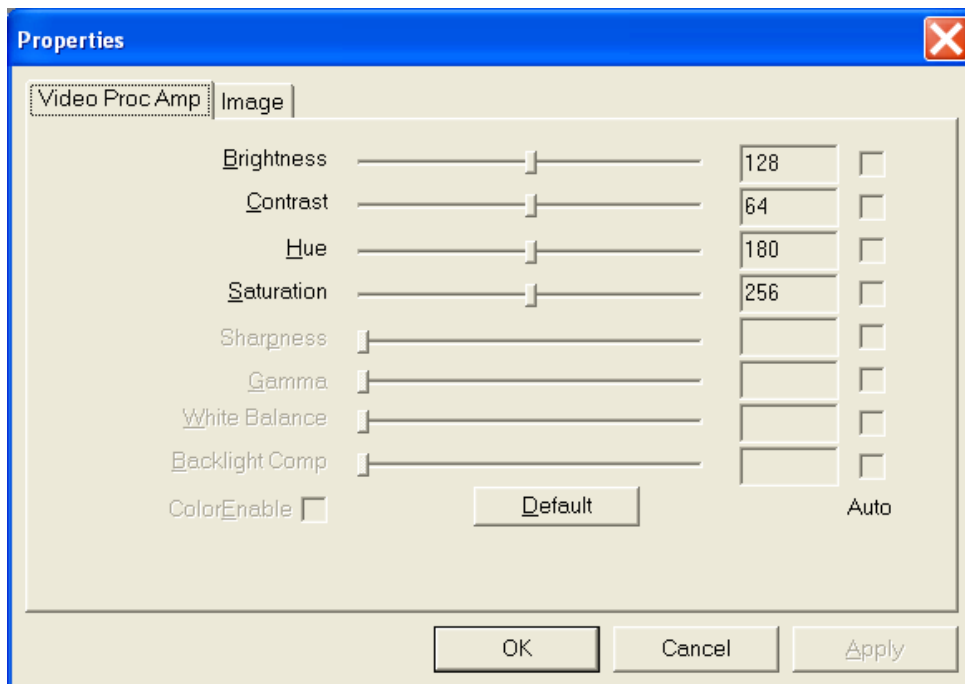 Properties
Video Proc Amp Image
Brightness 128
Contrast 64
Hue 180
Saturation 256
Sharpness
Gamma
White Balance
Backlight Comp
ColorEnable Default Auto
OK Cancel Apply